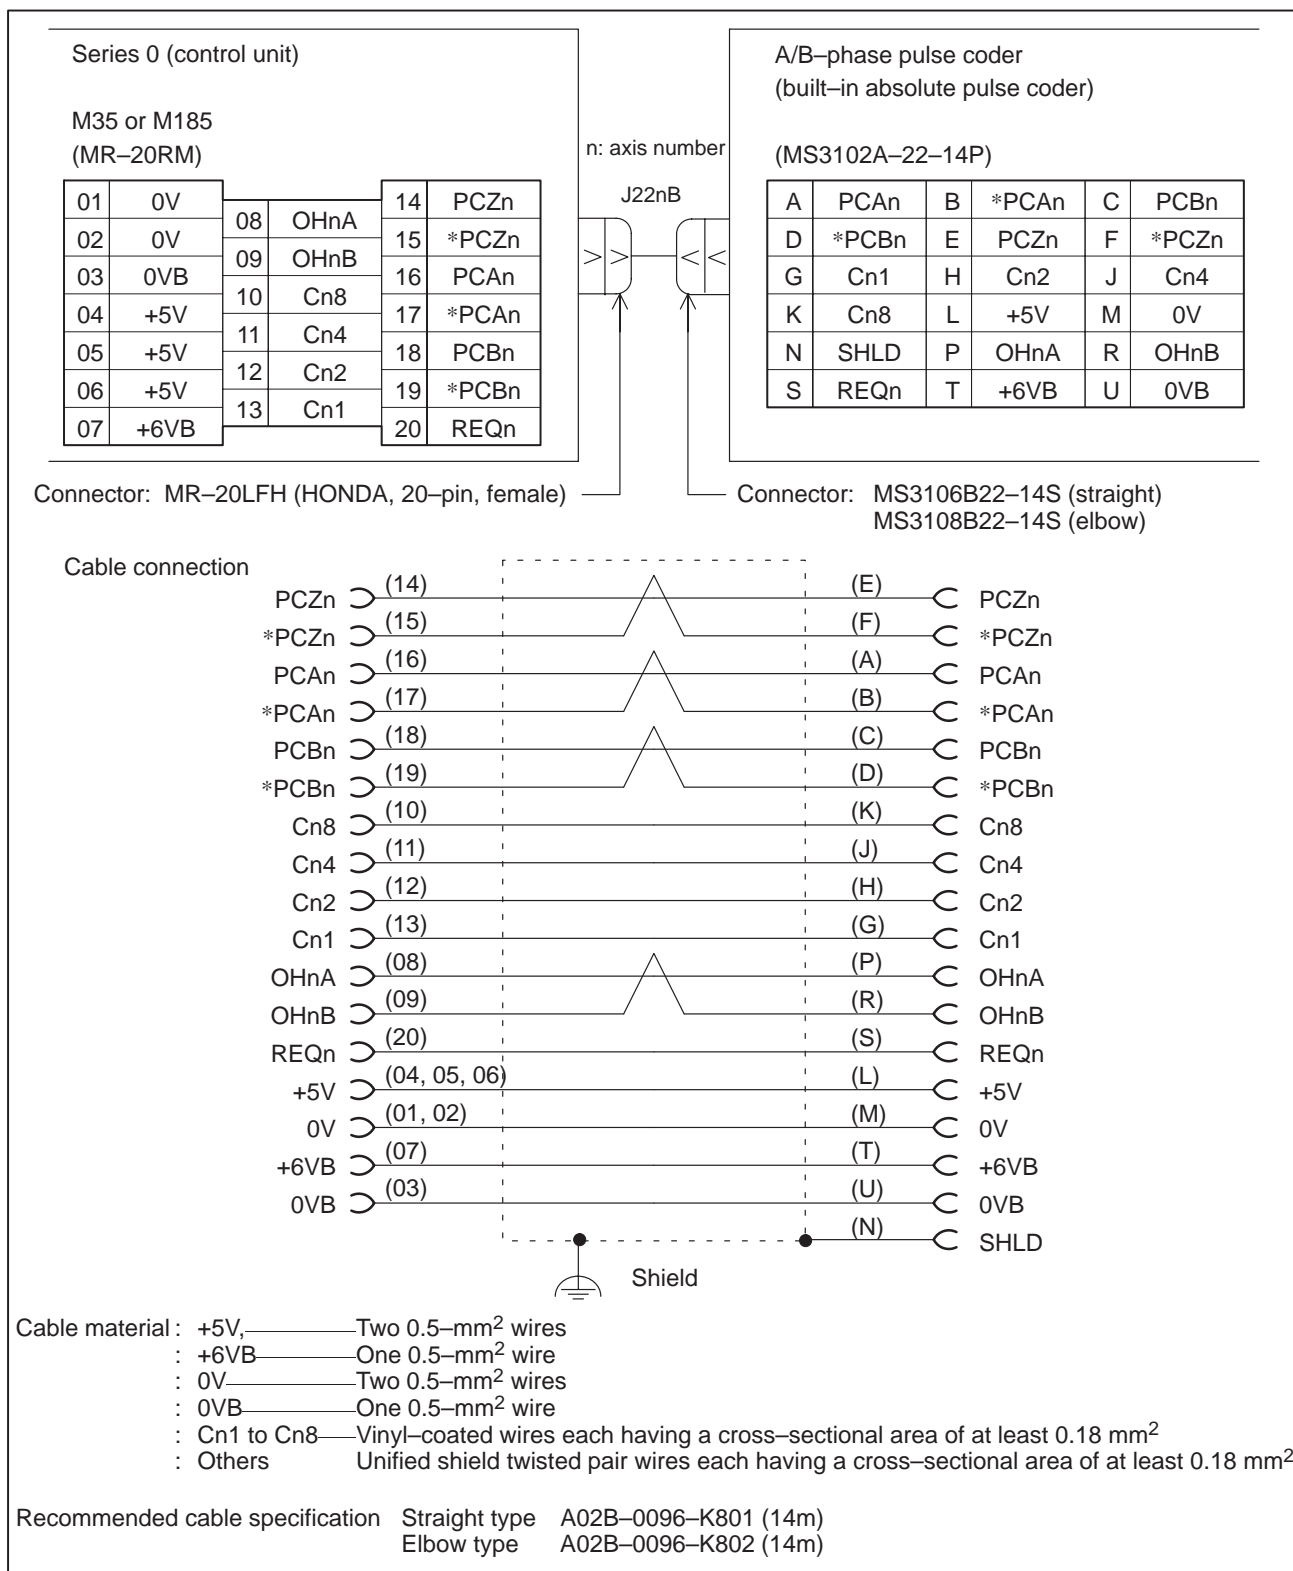 Series 0 (control unit)
M35 or M185
(MR–20RM)
01 0V
02 0V
03 0VB
04 +5V
05 +5V
06 +5V
07 +6VB
08 OHnA
09 OHnB
10 Cn8
11 Cn4
12 Cn2
13 Cn1
14 PCZn
15 *PCZn
16 PCAn
17 *PCAn
18 PCBn
19 *PCBn
20 REQn
n: axis number
J22nB
A/B–phase pulse coder
(built–in absolute pulse coder)
(MS3102A–22–14P)
A PCAn B *PCAn C PCBn
D *PCBn E PCZn F *PCZn
G Cn1 H Cn2 J Cn4
K Cn8 L +5V M 0V
N SHLD P OHnA R OHnB
S REQn T +6VB U 0VB
Connector: MR–20LFH (HONDA, 20–pin, female)
Connector: MS3106B22–14S (straight)
MS3108B22–14S (elbow)
Cable connection
PCZn (14) (E) PCZn
*PCZn (15) (F) *PCZn
PCAn (16) (A) PCAn
*PCAn (17) (B) *PCAn
PCBn (18) (C) PCBn
*PCBn (19) (D) *PCBn
Cn8 (10) (K) Cn8
Cn4 (11) (J) Cn4
Cn2 (12) (H) Cn2
Cn1 (13) (G) Cn1
OHnA (08) (P) OHnA
OHnB (09) (R) OHnB
REQn (20) (S) REQn
+5V (04, 05, 06) (L) +5V
0V (01, 02) (M) 0V
+6VB (07) (T) +6VB
0VB (03) (U) 0VB
(N) SHLD
Shield
Cable material : +5V, Two 0.5–mm² wires
: +6VB One 0.5–mm² wire
: 0V Two 0.5–mm² wires
: 0VB One 0.5–mm² wire
: Cn1 to Cn8 Vinyl–coated wires each having a cross–sectional area of at least 0.18 mm²
: Others Unified shield twisted pair wires each having a cross–sectional area of at least 0.18 mm²
Recommended cable specification Straight type A02B–0096–K801 (14m)
Elbow type A02B–0096–K802 (14m)